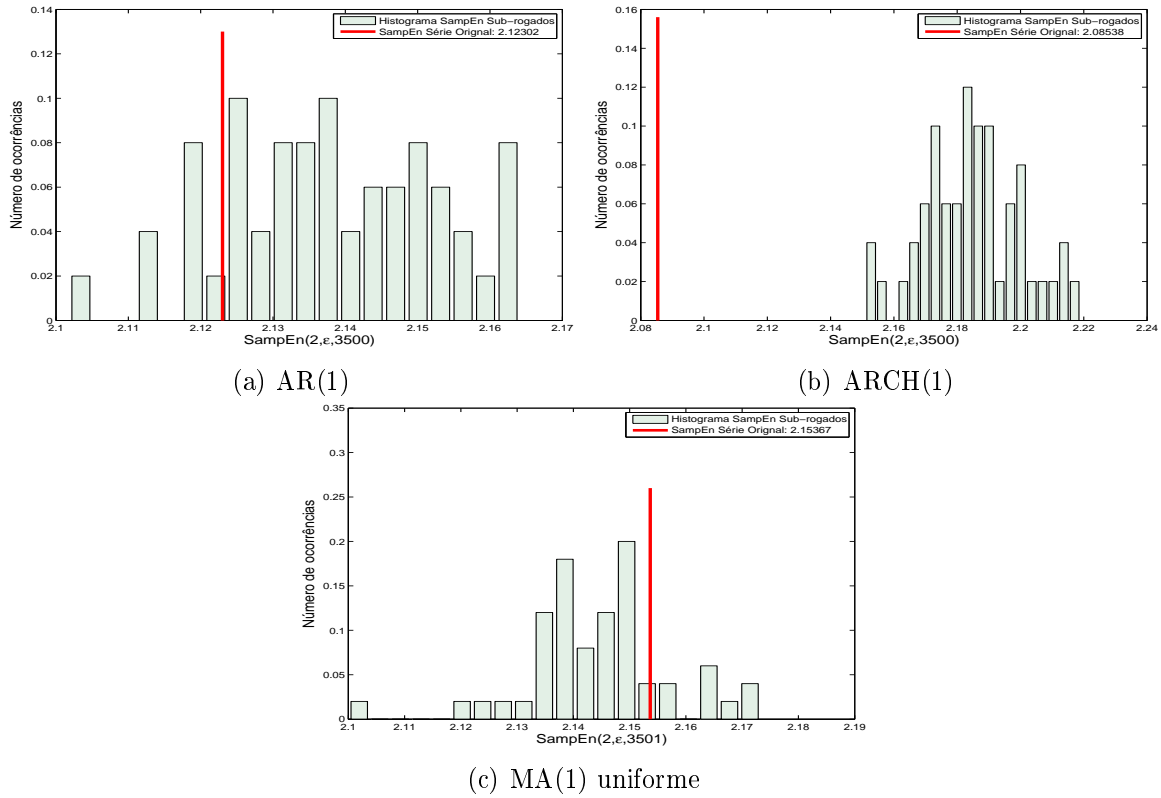 0.14
0.12
0.1
0.08
0.06
0.04
0.02
0
2.1 2.11 2.12 2.13 2.14 2.15 2.16 2.17
Número de ocorrências
SampEn(2,ε,3500)
Histograma SampEn Sub−rogados
SampEn Série Orignal: 2.12302
(a) AR(1)
0.16
0.14
0.12
0.1
0.08
0.06
0.04
0.02
0
2.08 2.1 2.12 2.14 2.16 2.18 2.2 2.22 2.24
Número de ocorrências
SampEn(2,ε,3500)
Histograma SampEn Sub−rogados
SampEn Série Orignal: 2.08538
(b) ARCH(1)
0.35
0.3
0.25
0.2
0.15
0.1
0.05
0
2.1 2.11 2.12 2.13 2.14 2.15 2.16 2.17 2.18 2.19
Número de ocorrências
SampEn(2,ε,3501)
Histograma SampEn Sub−rogados
SampEn Série Orignal: 2.15367
(c) MA(1) uniforme